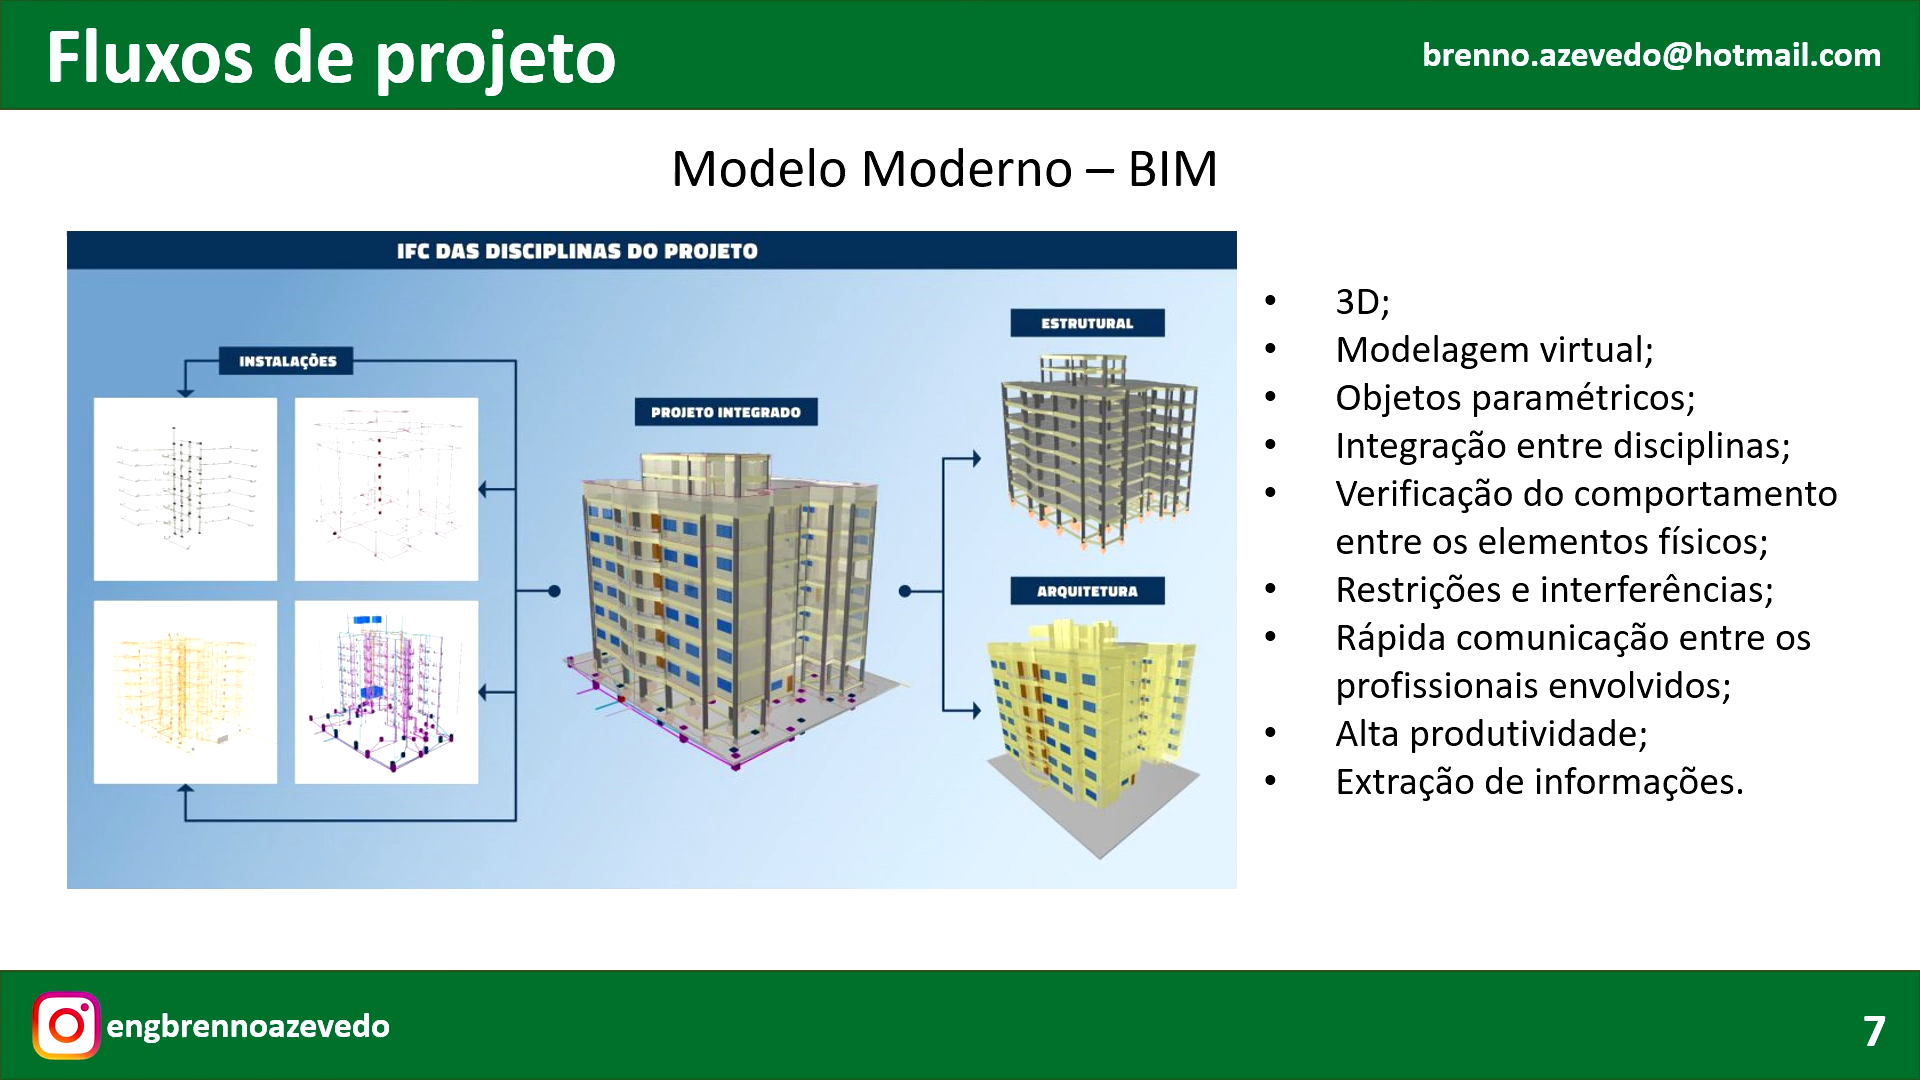 Fluxos de projeto
brenno.azevedo@hotmail.com
Modelo Moderno – BIM
IFC DAS DISCIPLINAS DO PROJETO
INSTALAÇÕES
PROJETO INTEGRADO
ESTRUTURAL
ARQUITETURA
• 3D;
• Modelagem virtual;
• Objetos paramétricos;
• Integração entre disciplinas;
• Verificação do comportamento
entre os elementos físicos;
• Restrições e interferências;
• Rápida comunicação entre os
profissionais envolvidos;
• Alta produtividade;
• Extração de informações.
engbrennoazevedo
7